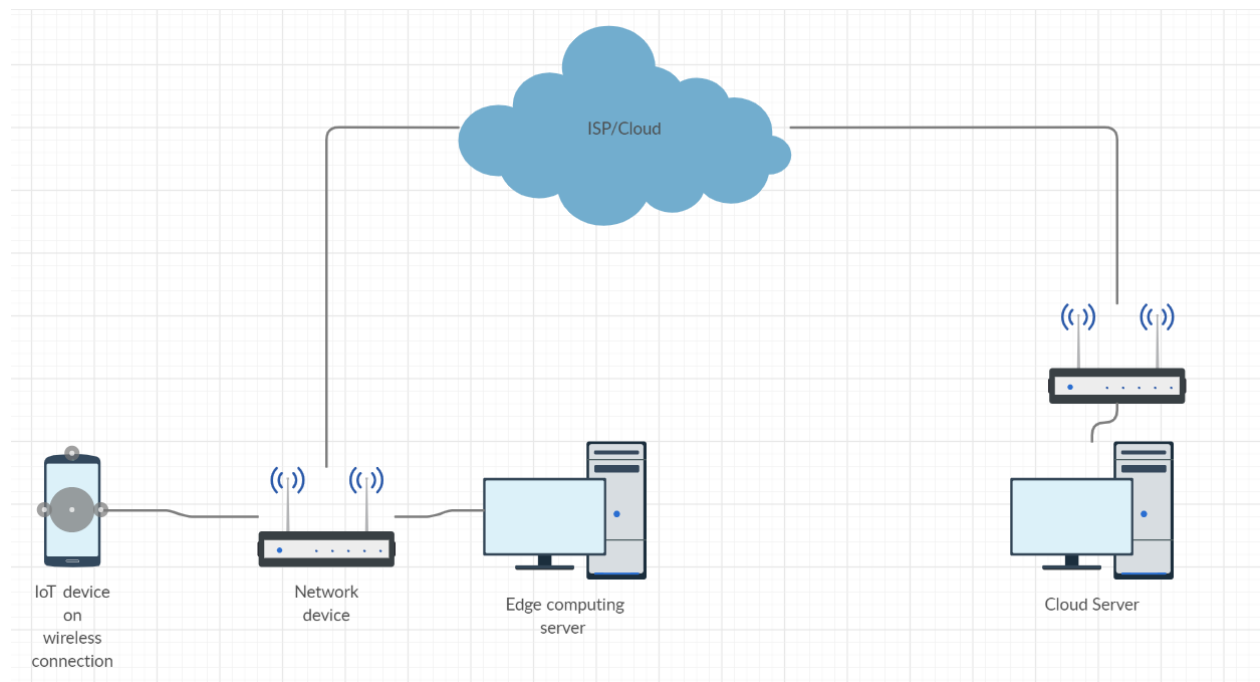 ISP/Cloud
IoT device
on
wireless
connection
Network
device
Edge computing
server
Cloud Server